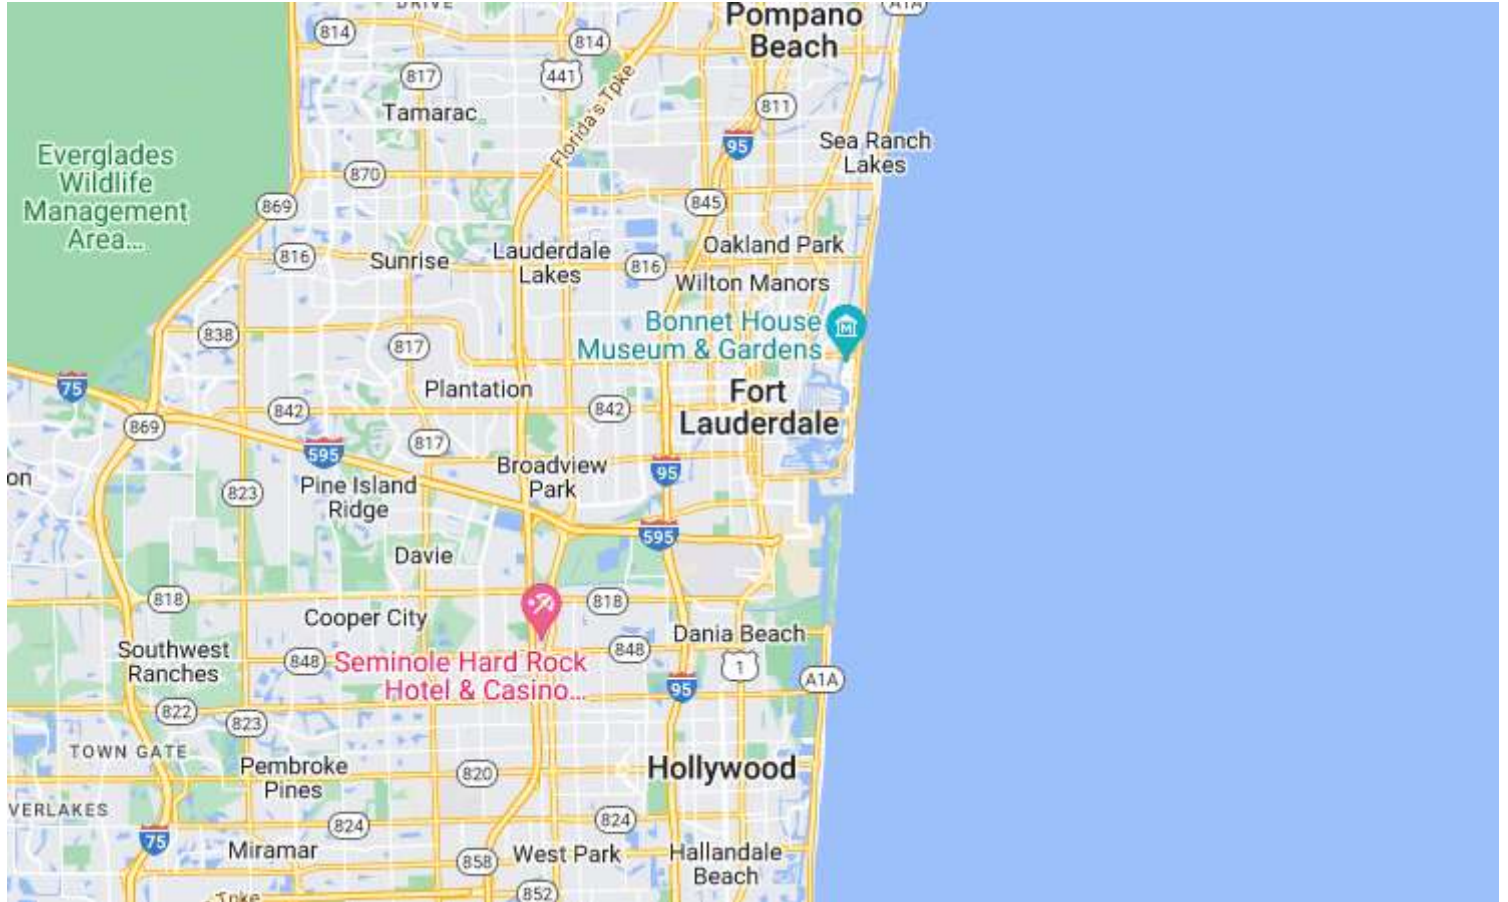 DRIVE
A1A
Pompano
Beach
814
814
817
441
Florida's Tpke
811
Tamarac
95
Sea Ranch
Lakes
Everglades
Wildlife
Management
Area...
870
869
845
816
Sunrise
Lauderdale
Lakes
816
Oakland Park
Wilton Manors
838
817
Bonnet House
Museum & Gardens
M
75
Plantation
Fort
Lauderdale
842
842
869
817
595
95
on
Broadview
Park
823
Pine Island
Ridge
595
Davie
818
818
Cooper City
Dania Beach
Southwest
Ranches
848
848
Seminole Hard Rock
Hotel & Casino...
1
95
A1A
822
823
TOWN GATE
Pembroke
Pines
820
Hollywood
VERLAKES
75
824
824
Miramar
858
West Park
Hallandale
Beach
Tpke
852